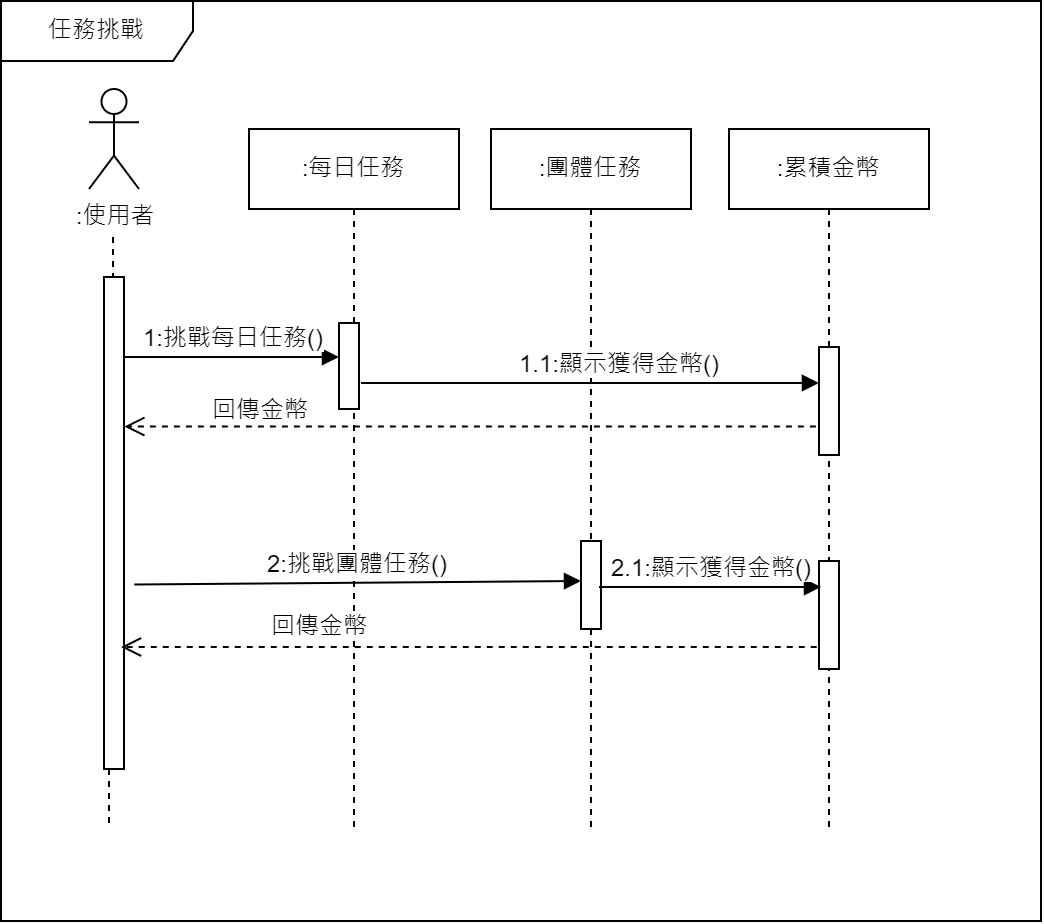 任務挑戰
:使用者
:每日任務
:團體任務
:累積金幣
1:挑戰每日任務()
1.1:顯示獲得金幣()
回傳金幣
2:挑戰團體任務()
2.1:顯示獲得金幣()
回傳金幣